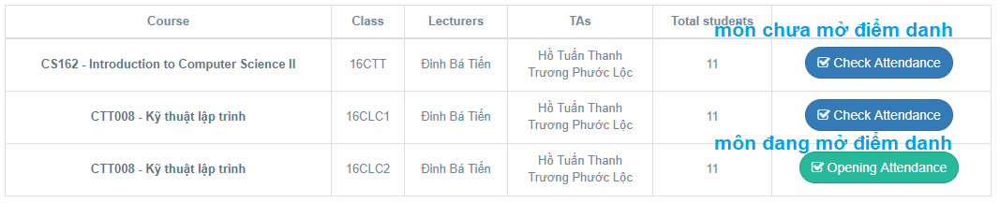 Course Class Lecturers TAs Total students
môn chưa mở điểm danh
CS162 - Introduction to Computer Science II 16CTT Đinh Bá Tiến Hồ Tuấn Thanh 11 Check Attendance
Trương Phước Lộc
CTT008 - Kỹ thuật lập trình 16CLC1 Đinh Bá Tiến Hồ Tuấn Thanh 11 Check Attendance
Trương Phước Lộc
môn đang mở điểm danh
CTT008 - Kỹ thuật lập trình 16CLC2 Đinh Bá Tiến Hồ Tuấn Thanh 11 Opening Attendance
Trương Phước Lộc